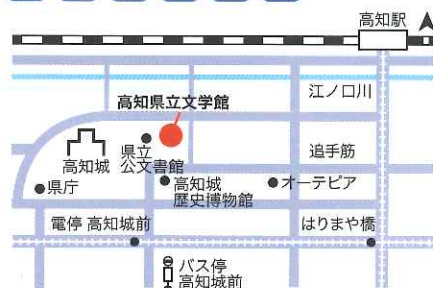 高知駅
江ノ口川
高知県立文学館
追手筋
高知城
県立
公文書館
県庁
高知城
歴史博物館
オーテピア
電停 高知城前
はりまや橋
バス停
高知城前